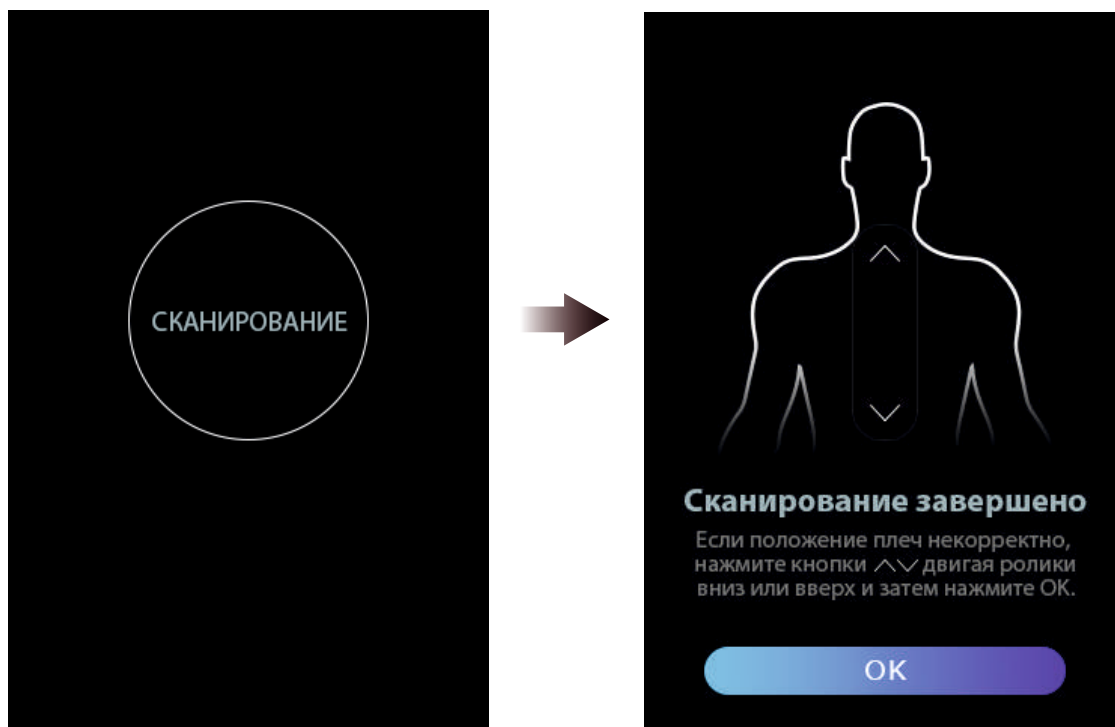 СКАНИРОВАНИЕ
Сканирование завершено
Если положение плеч некорректно,
нажмите кнопки двигая ролики
вниз или вверх и затем нажмите ОК.
OK